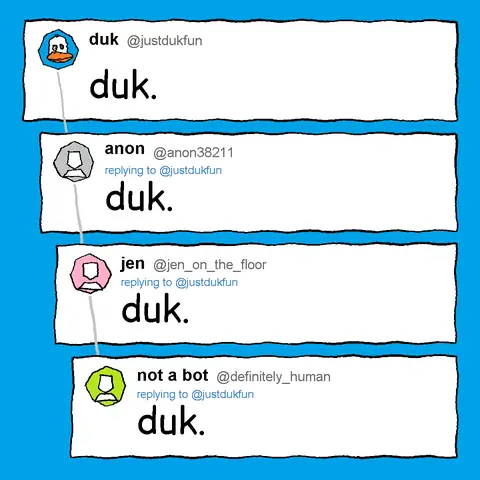 duk @justdukfun
duk.
anon @anon38211
replying to @justdukfun
duk.
jen @jen_on_the_floor
replying to @justdukfun
duk.
not a bot @definitely_human
replying to @justdukfun
duk.